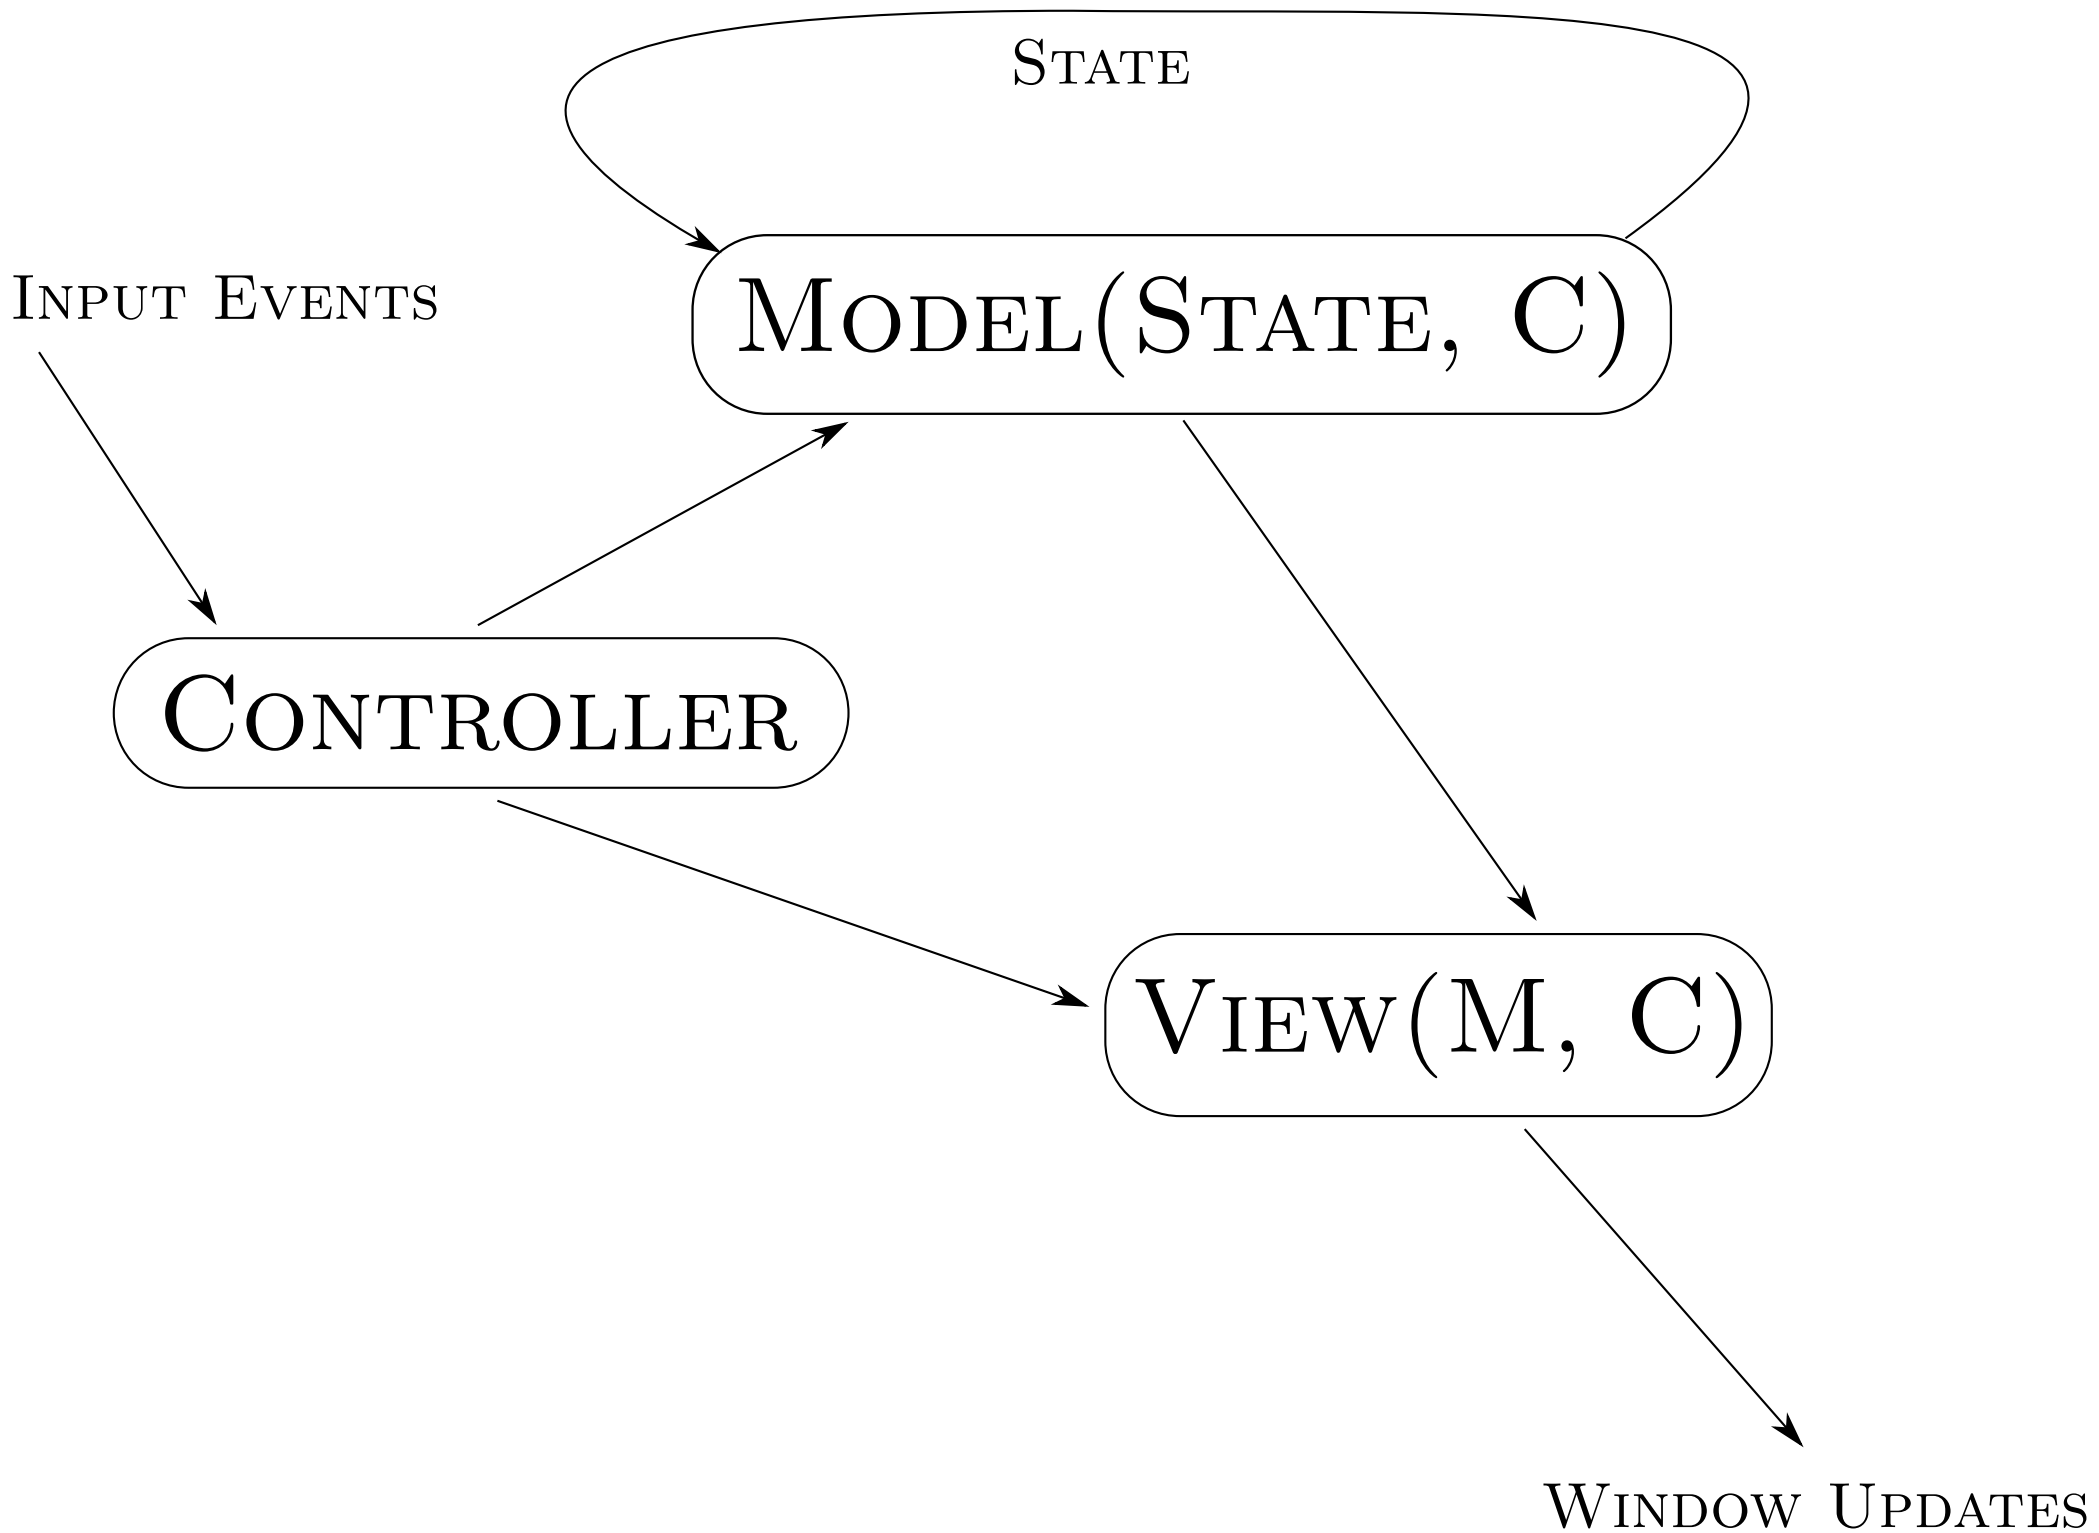 State
Input Events
Model(State, C)
Controller
View(M, C)
Window Updates